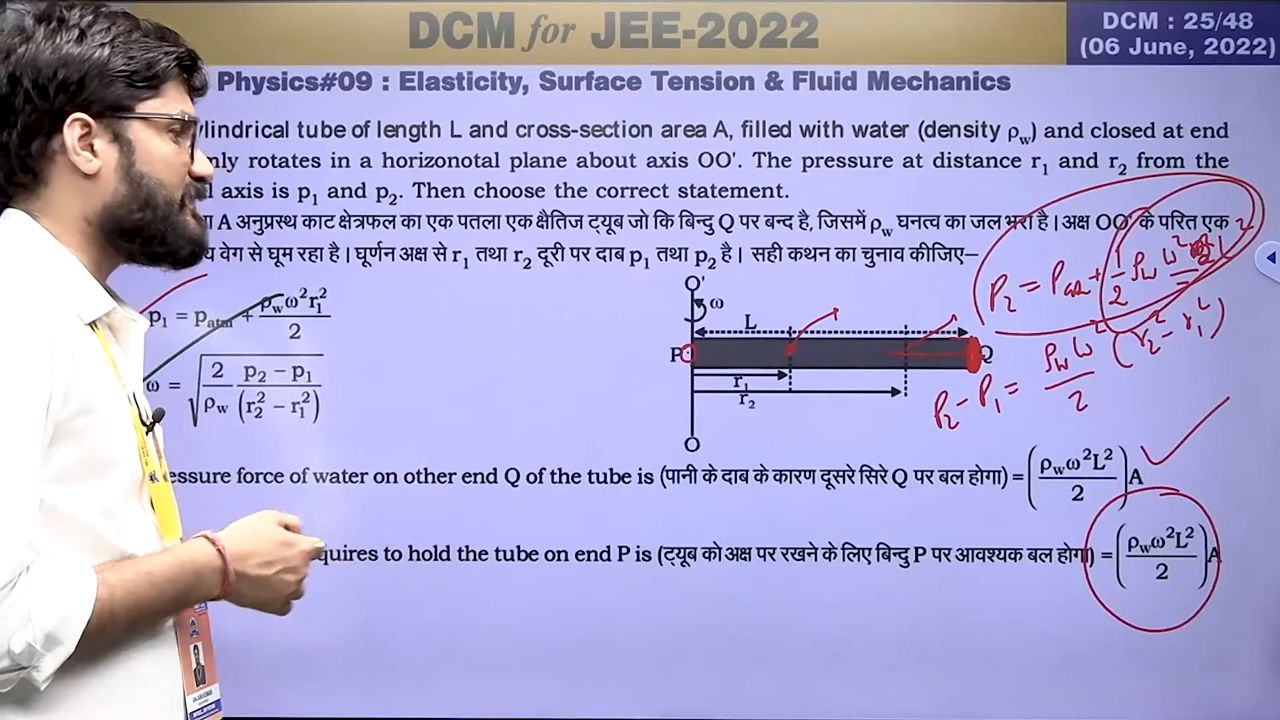 DCM for JEE-2022
DCM : 25/48
(06 June, 2022)
Physics#09 : Elasticity, Surface Tension & Fluid Mechanics
ylindrical tube of length L and cross-section area A, filled with water (density ρw) and closed at end
nly rotates in a horizonotal plane about axis OO'. The pressure at distance r1 and r2 from the
l axis is p1 and p2. Then choose the correct statement.
A अनुप्रस्थ काट क्षेत्रफल का एक पतला एक क्षैतिज ट्यूब जो कि बिन्दु Q पर बन्द है, जिसमें ρw घनत्व का जल भरा है। अक्ष OO' के परित एक
वेग से घूम रहा है। घूर्णन अक्ष से r1 तथा r2 दूरी पर दाब p1 तथा p2 है। सही कथन का चुनाव कीजिए–
p1 = patm + ρwω²r1²/2
ω = √(2/ρw (p2 − p1)/(r2² − r1²))
O'
ω
L
P
Q
r1
r2
O
P2 = Patm + 1/2 ρw ω² L²
P2 - P1 = ρw ω²/2 (r2² - r1²)
essure force of water on other end Q of the tube is (पानी के दाब के कारण दूसरे सिरे Q पर बल होगा) = (ρwω²L²/2)A
quires to hold the tube on end P is (ट्यूब को अक्ष पर रखने के लिए बिन्दु P पर आवश्यक बल होगा) = (ρwω²L²/2)A